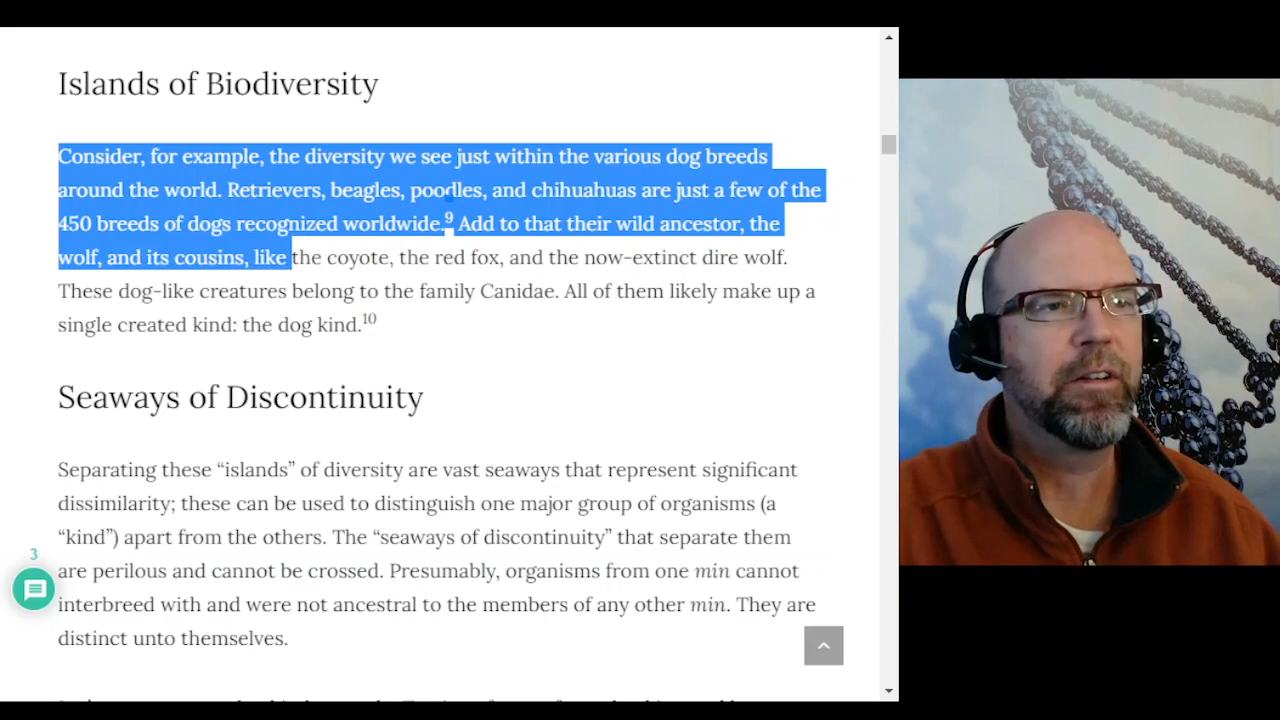 Islands of Biodiversity
Consider, for example, the diversity we see just within the various dog breeds
around the world. Retrievers, beagles, poodles, and chihuahuas are just a few of the
450 breeds of dogs recognized worldwide.9 Add to that their wild ancestor, the
wolf, and its cousins, like the coyote, the red fox, and the now-extinct dire wolf.
These dog-like creatures belong to the family Canidae. All of them likely make up a
single created kind: the dog kind.10
Seaways of Discontinuity
Separating these “islands” of diversity are vast seaways that represent significant
dissimilarity; these can be used to distinguish one major group of organisms (a
“kind”) apart from the others. The “seaways of discontinuity” that separate them
3
are perilous and cannot be crossed. Presumably, organisms from one min cannot
interbreed with and were not ancestral to the members of any other min. They are
distinct unto themselves.